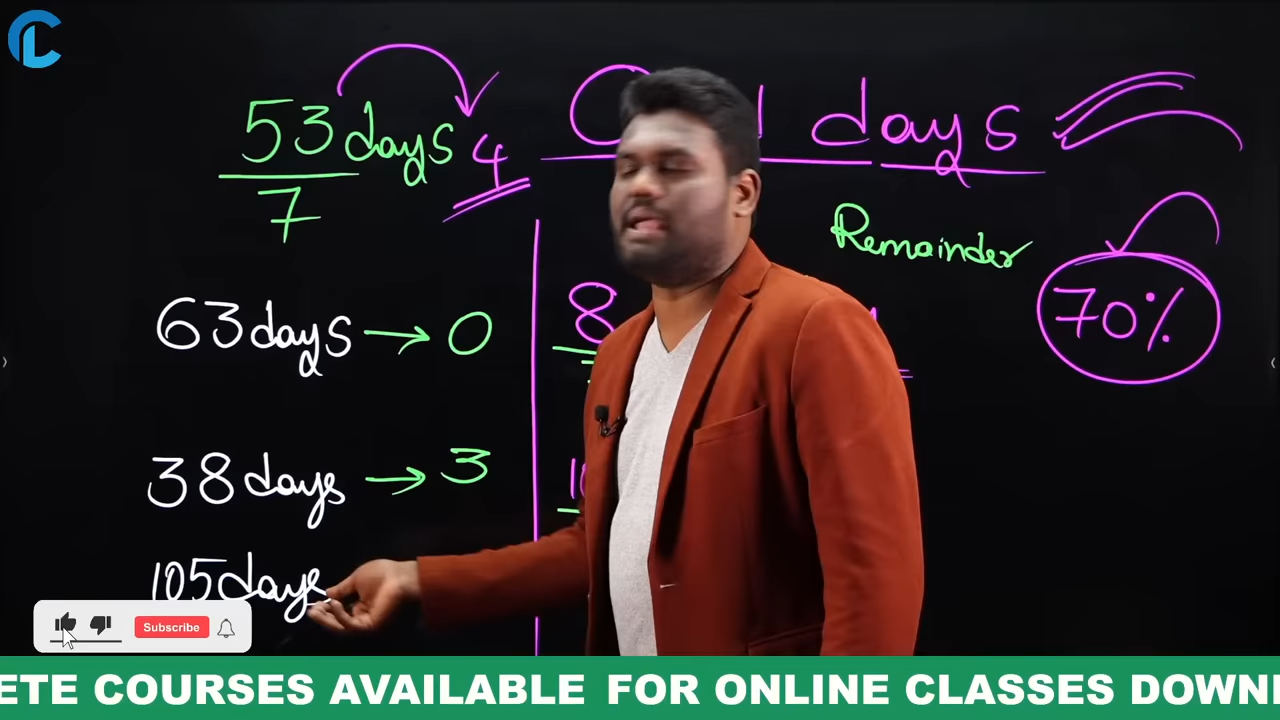 53 days 4
days
7
Remainder
63 days → 0
8
70%
38 days → 3
10
105 days
Subscribe
ETE COURSES AVAILABLE FOR ONLINE CLASSES DOWN